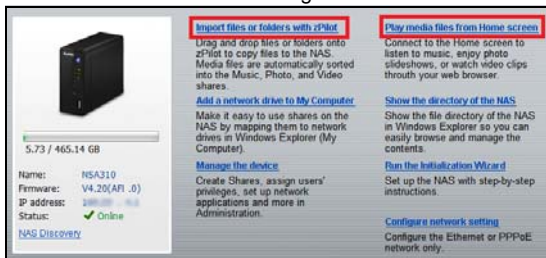 Import files or folders with zPilot
Drag and drop files or folders onto
zPilot to copy files to the NAS.
Media files are automatically sorted
into the Music, Photo, and Video
shares.
Add a network drive to My Computer
Make it easy to use shares on the
NAS by mapping them to network
drives in Windows Explorer (My
Computer).
Manage the device
Create Shares, assign users'
privileges, set up network
applications and more in
Administration.
Play media files from Home screen
Connect to the Home screen to
listen to music, enjoy photo
slideshows, or watch video clips
throuth your web browser.
Show the directory of the NAS
Show the file directory of the NAS
in Windows Explorer so you can
easily browse and manage the
contents.
Run the Initialization Wizard
Set up the NAS with step-by-step
instructions.
Configure network setting
Configure the Ethernet or PPPoE
network only.
5.73 / 465.14 GB
Name: NSA310
Firmware: V4.20(AFI .0)
IP address:
Status: Online
NAS Discovery